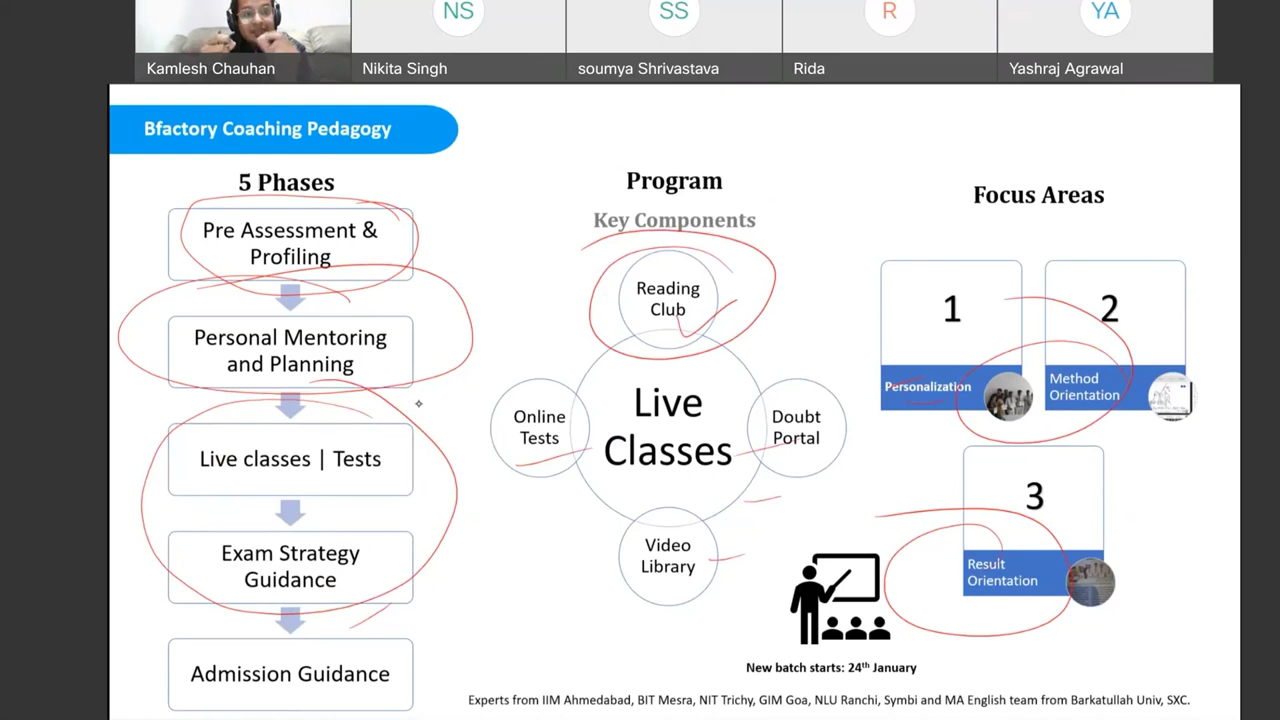 NS
SS
R
YA
Kamlesh Chauhan
Nikita Singh
soumya Shrivastava
Rida
Yashraj Agrawal
Bfactory Coaching Pedagogy
5 Phases
Pre Assessment &
Profiling
Personal Mentoring
and Planning
Live classes | Tests
Exam Strategy
Guidance
Admission Guidance
Program
Key Components
Reading
Club
Online
Tests
Live
Classes
Doubt
Portal
Video
Library
Focus Areas
1
Personalization
2
Method
Orientation
3
Result
Orientation
New batch starts: 24th January
Experts from IIM Ahmedabad, BIT Mesra, NIT Trichy, GIM Goa, NLU Ranchi, Symbi and MA English team from Barkatullah Univ, SXC.